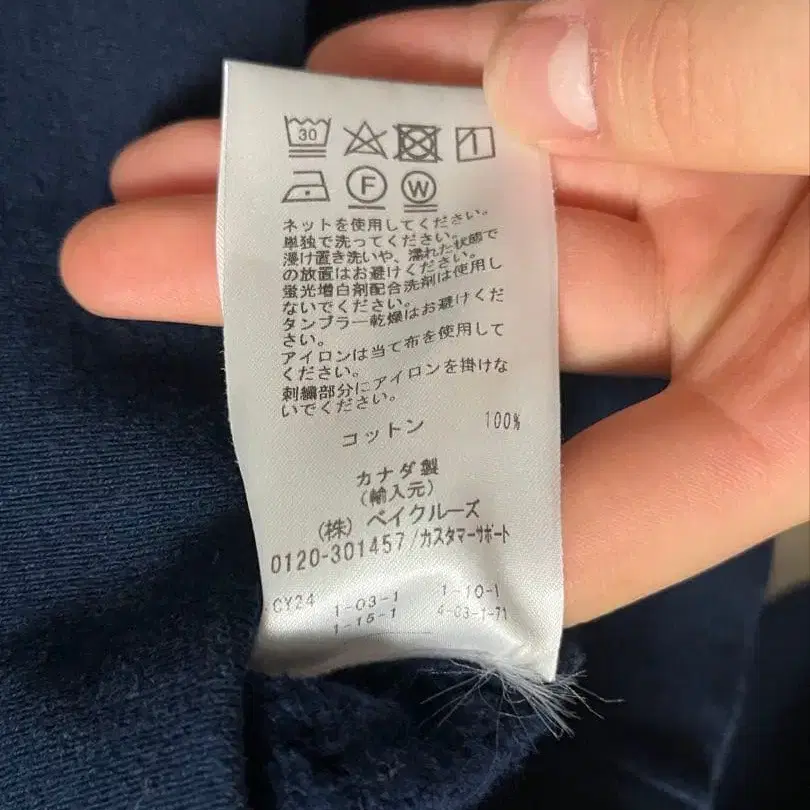 30
F W
ネットを使用してください。
単独で洗ってください。
浸け置き洗いや、濡れた状態で
の放置はお避けください。
蛍光増白剤配合洗剤は使用し
ないでください。
タンブラー乾燥はお避けくだ
さい。
アイロンは当て布を使用して
ください。
刺繍部分にアイロンを掛けな
いでください。
コットン 100%
カナダ製
(輸入元)
(株) ベイクルーズ
0120-301457/カスタマーサポート
CY24 1-03-1 1-10-1
1-15-1 4-03-1-71